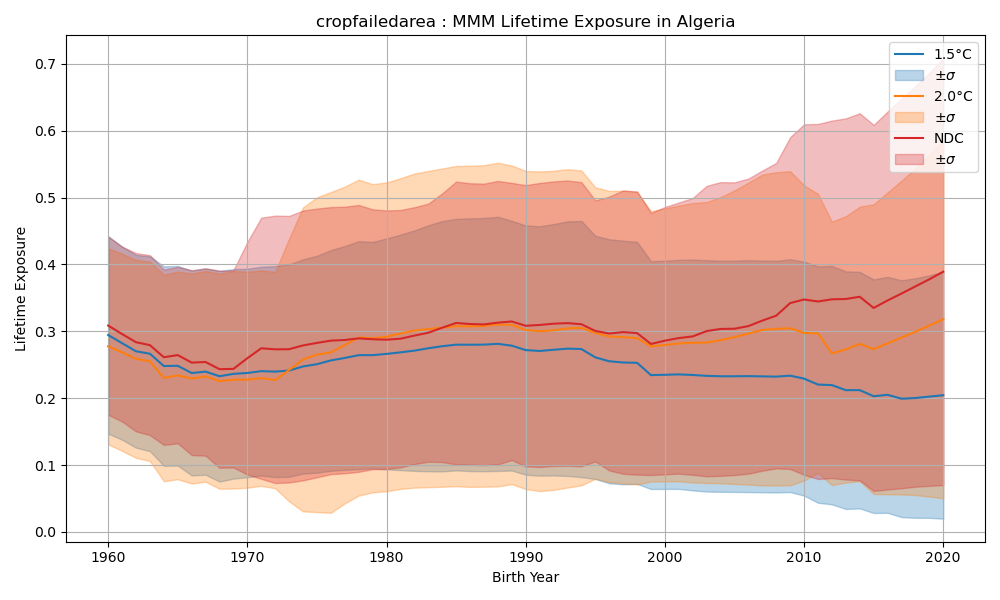 cropfailedarea : MMM Lifetime Exposure in Algeria
Lifetime Exposure
0.7
0.6
0.5
0.4
0.3
0.2
0.1
0.0
1960
1970
1980
1990
2000
2010
2020
Birth Year
1.5°C
±σ
2.0°C
±σ
NDC
±σ